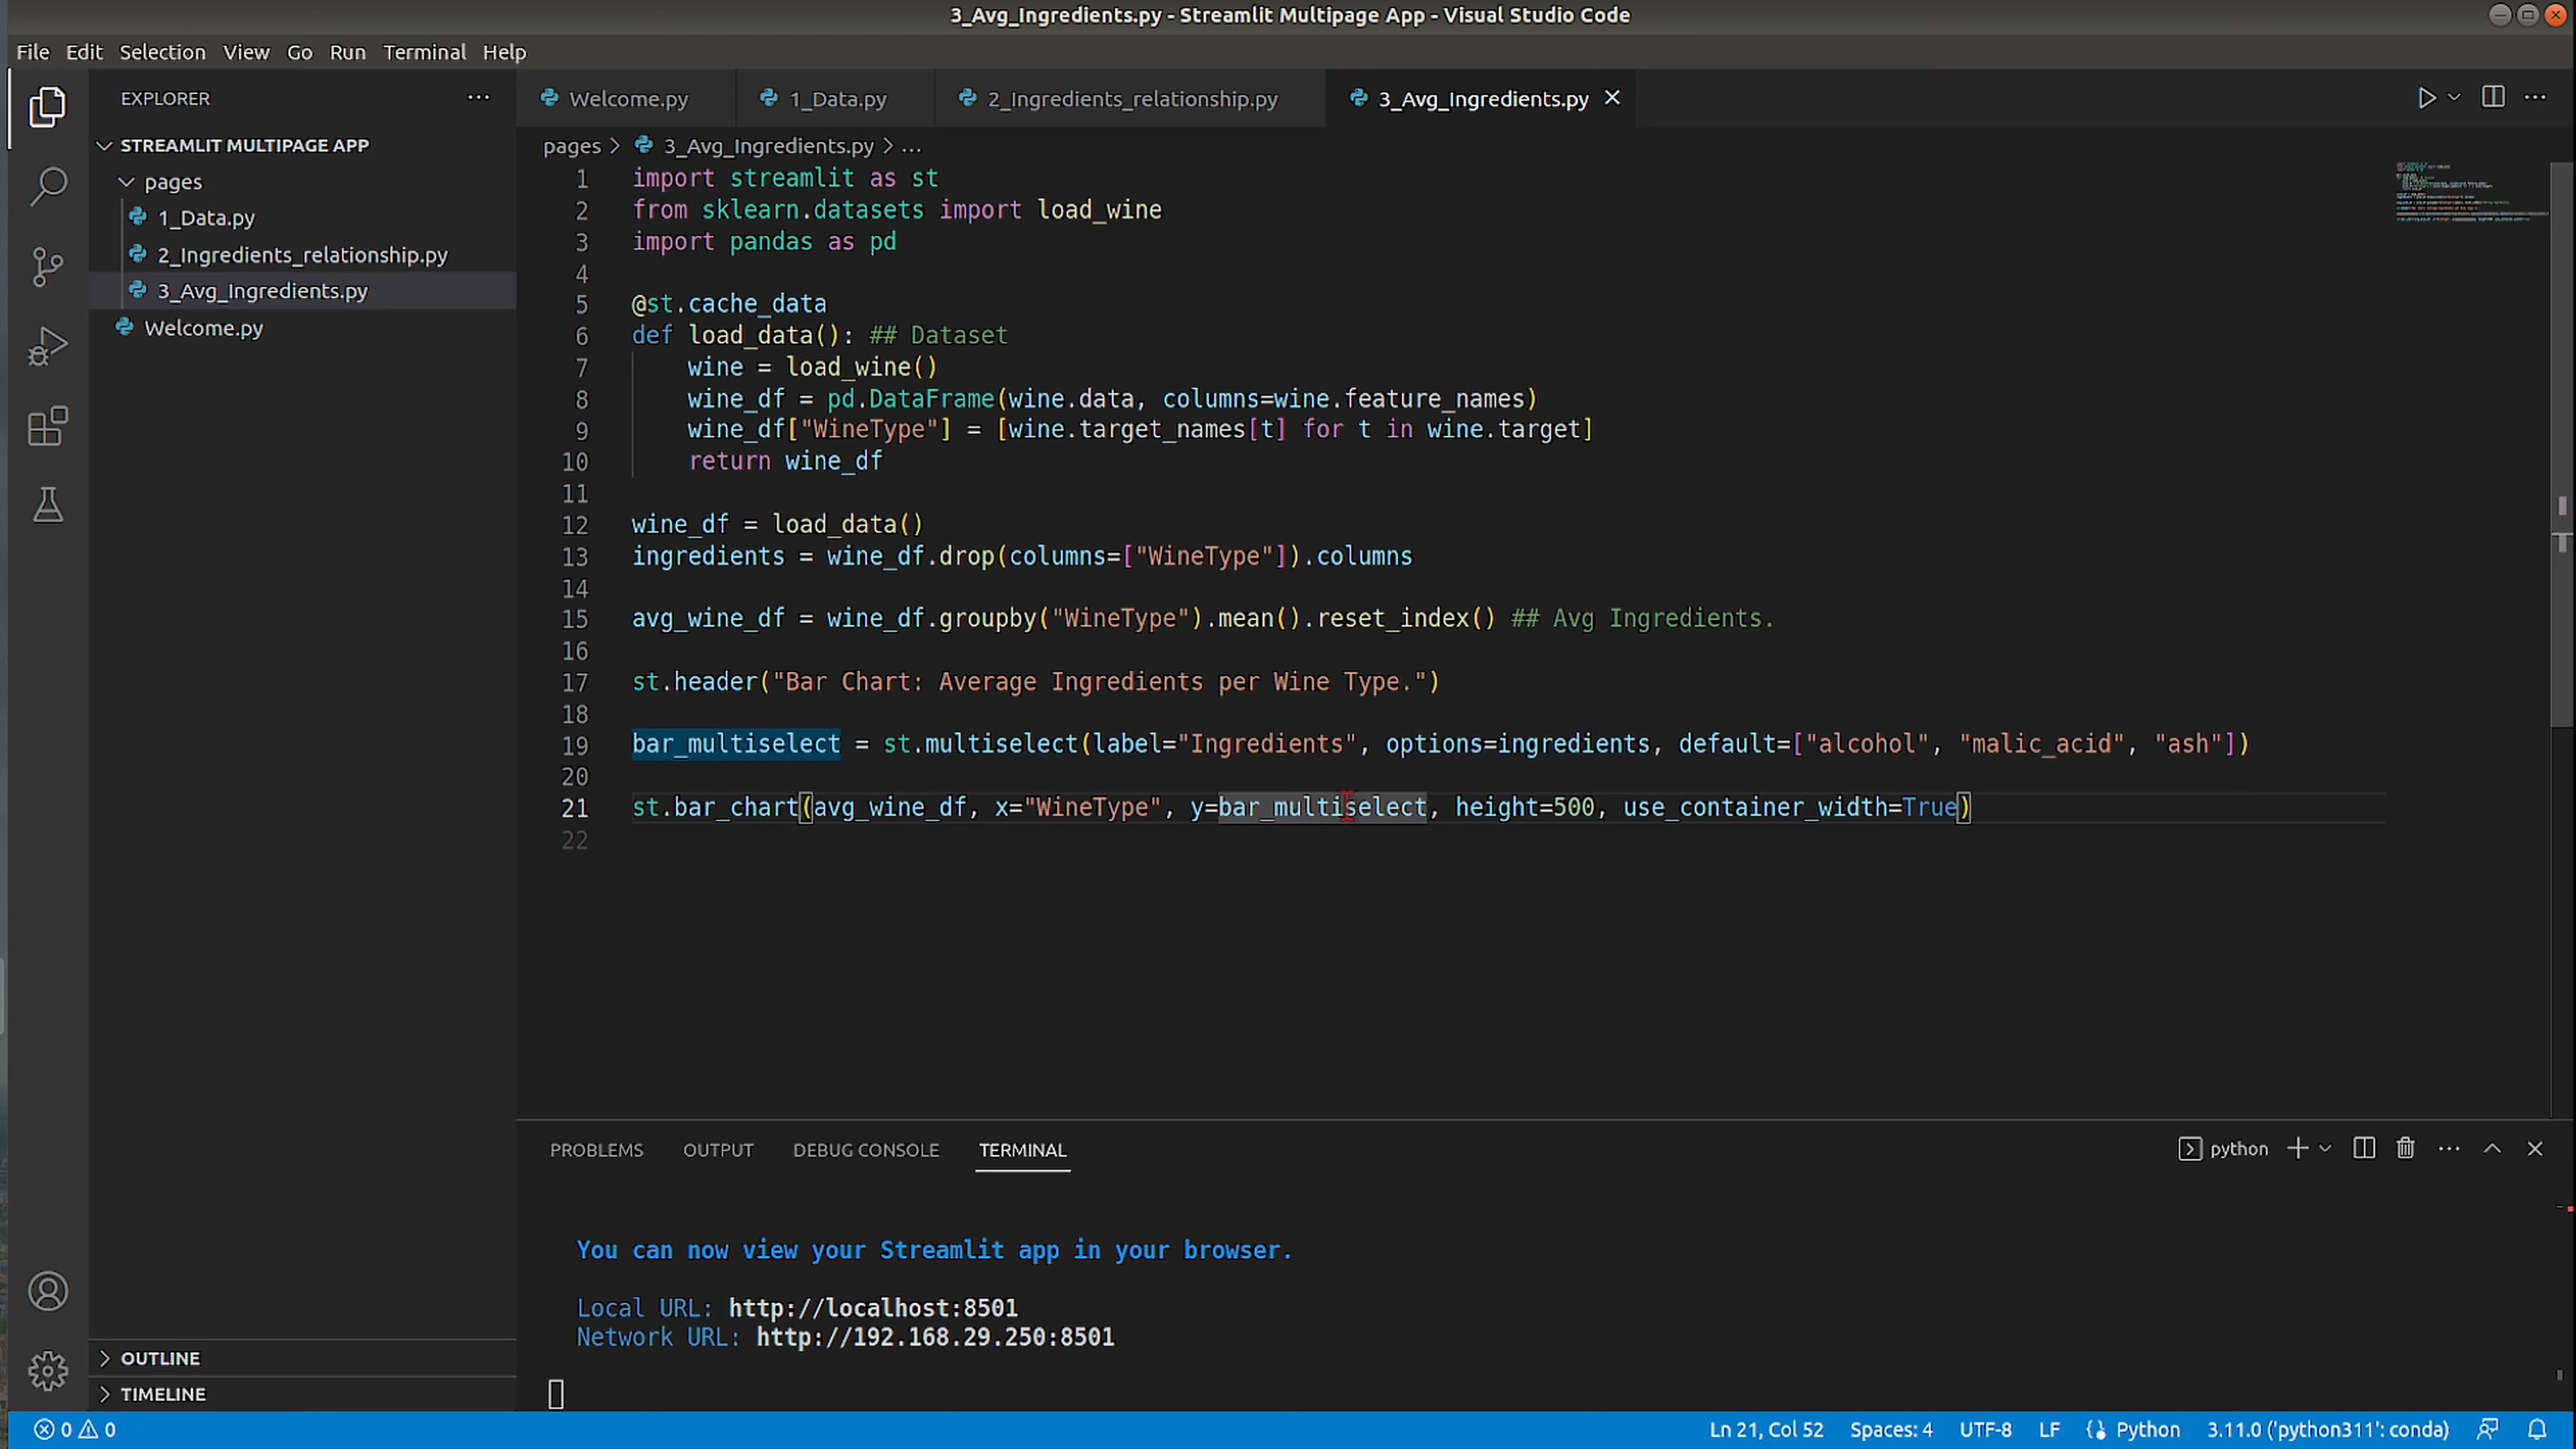 3_Avg_Ingredients.py - Streamlit Multipage App - Visual Studio Code
File Edit Selection View Go Run Terminal Help
EXPLORER
STREAMLIT MULTIPAGE APP
pages
1_Data.py
2_Ingredients_relationship.py
3_Avg_Ingredients.py
Welcome.py
OUTLINE
TIMELINE
Welcome.py 1_Data.py 2_Ingredients_relationship.py 3_Avg_Ingredients.py
pages > 3_Avg_Ingredients.py > ...
1 import streamlit as st
2 from sklearn.datasets import load_wine
3 import pandas as pd
4
5 @st.cache_data
6 def load_data(): ## Dataset
7 wine = load_wine()
8 wine_df = pd.DataFrame(wine.data, columns=wine.feature_names)
9 wine_df["WineType"] = [wine.target_names[t] for t in wine.target]
10 return wine_df
11
12 wine_df = load_data()
13 ingredients = wine_df.drop(columns=["WineType"]).columns
14
15 avg_wine_df = wine_df.groupby("WineType").mean().reset_index() ## Avg Ingredients.
16
17 st.header("Bar Chart: Average Ingredients per Wine Type.")
18
19 bar_multiselect = st.multiselect(label="Ingredients", options=ingredients, default=["alcohol", "malic_acid", "ash"])
20
21 st.bar_chart(avg_wine_df, x="WineType", y=bar_multiselect, height=500, use_container_width=True)
22
PROBLEMS OUTPUT DEBUG CONSOLE TERMINAL
python
You can now view your Streamlit app in your browser.
Local URL: http://localhost:8501
Network URL: http://192.168.29.250:8501
0 0
Ln 21, Col 52 Spaces: 4 UTF-8 LF Python 3.11.0 ('python311': conda)